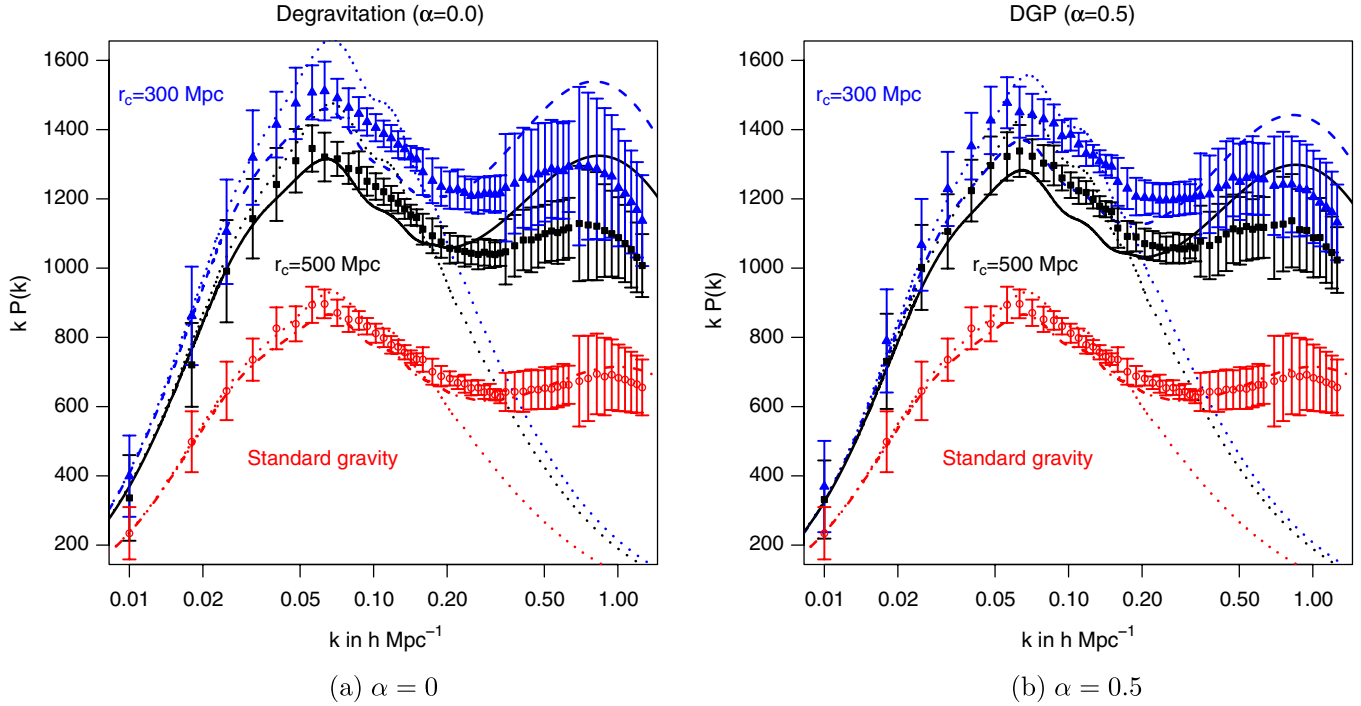 Degravitation (α=0.0)
1600
1400
1200
1000
800
600
400
200
k P(k)
r_c=300 Mpc
r_c=500 Mpc
Standard gravity
0.01 0.02 0.05 0.10 0.20 0.50 1.00
k in h Mpc⁻¹
(a) α = 0
DGP (α=0.5)
1600
1400
1200
1000
800
600
400
200
k P(k)
r_c=300 Mpc
r_c=500 Mpc
Standard gravity
0.01 0.02 0.05 0.10 0.20 0.50 1.00
k in h Mpc⁻¹
(b) α = 0.5